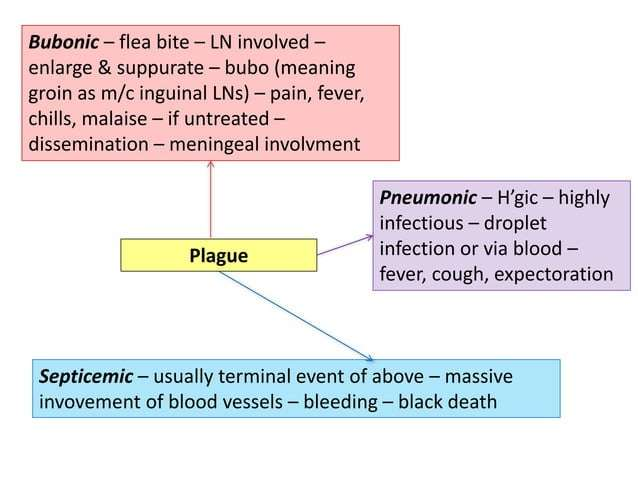 Bubonic – flea bite – LN involved –
enlarge & suppurate – bubo (meaning
groin as m/c inguinal LNs) – pain, fever,
chills, malaise – if untreated –
dissemination – meningeal involvment
Pneumonic – H’gic – highly
infectious – droplet
infection or via blood –
fever, cough, expectoration
Plague
Septicemic – usually terminal event of above – massive
invovement of blood vessels – bleeding – black death